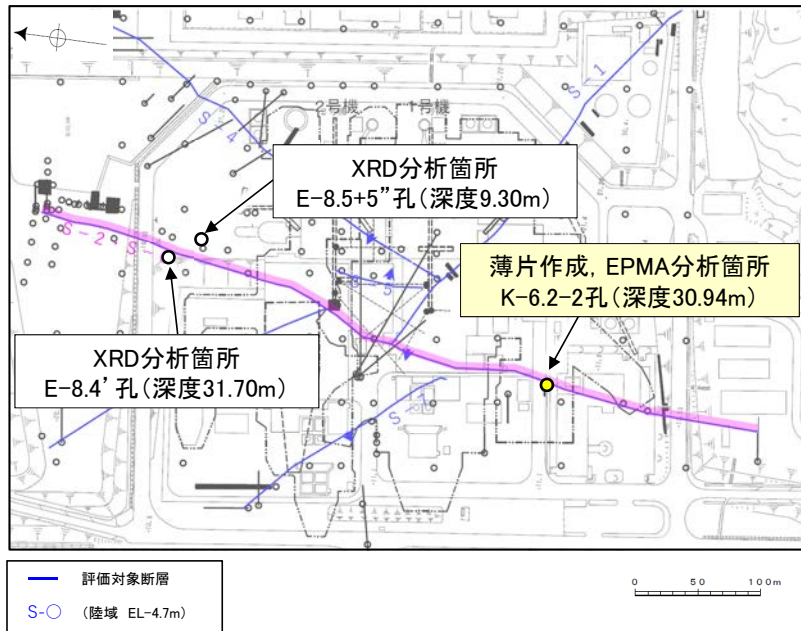 S-1
2号機
1号機
S-4
XRD分析箇所
E-8.5+5”孔(深度9.30m)
S-2
S-
薄片作成, EPMA分析箇所
K-6.2-2孔(深度30.94m)
XRD分析箇所
E-8.4’孔(深度31.70m)
S-7
評価対象断層
S-○ (陸域 EL-4.7m)
0 50 100m